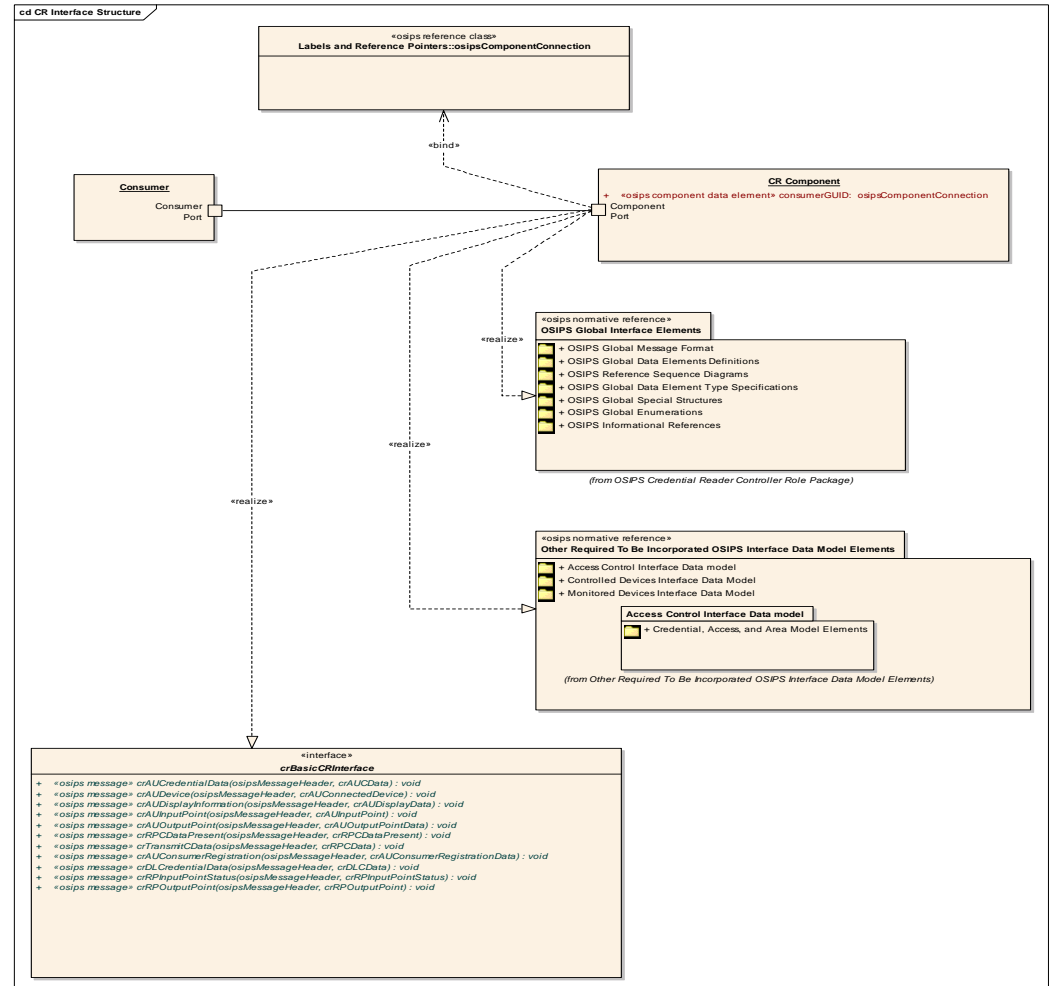 cd CR Interface Structure
«osips reference class»
Labels and Reference Pointers::osipsComponentConnection
«bind»
Consumer
Consumer
Port
CR Component
+ «osips component data element» consumerGUID: osipsComponentConnection
Component
Port
«osips normative reference»
OSIPS Global Interface Elements
+ OSIPS Global Message Format
+ OSIPS Global Data Elements Definitions
+ OSIPS Reference Sequence Diagrams
+ OSIPS Global Data Element Type Specifications
+ OSIPS Global Special Structures
+ OSIPS Global Enumerations
+ OSIPS Informational References
(from OSIPS Credential Reader Controller Role Package)
«realize»
«realize»
«realize»
«osips normative reference»
Other Required To Be Incorporated OSIPS Interface Data Model Elements
+ Access Control Interface Data model
+ Controlled Devices Interface Data Model
+ Monitored Devices Interface Data Model
Access Control Interface Data model
+ Credential, Access, and Area Model Elements
(from Other Required To Be Incorporated OSIPS Interface Data Model Elements)
«interface»
crBasicCRInterface
+ «osips message» crAUCredentialData(osipsMessageHeader, crAUCData) : void
+ «osips message» crAUDevice(osipsMessageHeader, crAUConnectedDevice) : void
+ «osips message» crAUDisplayInformation(osipsMessageHeader, crAUDisplayData) : void
+ «osips message» crAUInputPoint(osipsMessageHeader, crAUInputPoint) : void
+ «osips message» crAUOutputPoint(osipsMessageHeader, crAUOutputPointData) : void
+ «osips message» crRPCDataPresent(osipsMessageHeader, crRPCDataPresent) : void
+ «osips message» crTransmitCData(osipsMessageHeader, crRPCData) : void
+ «osips message» crAUConsumerRegistration(osipsMessageHeader, crAUConsumerRegistrationData) : void
+ «osips message» crDLCredentialData(osipsMessageHeader, crDLCData) : void
+ «osips message» crRPInputPointStatus(osipsMessageHeader, crRPInputPointStatus) : void
+ «osips message» crRPOutputPoint(osipsMessageHeader, crRPOutputPoint) : void